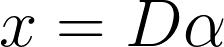 x = Dα